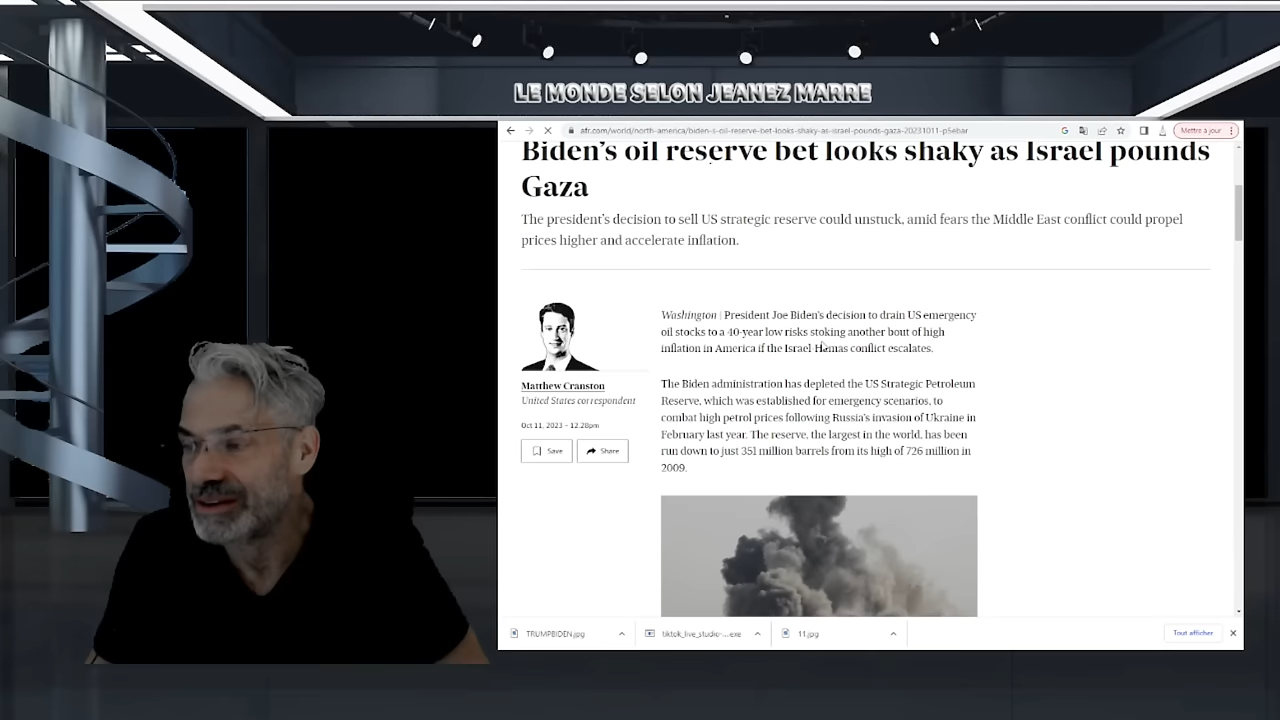 LE MONDE SELON JEANEZ MARRE
afr.com/world/north-america/biden-s-oil-reserve-bet-looks-shaky-as-israel-pounds-gaza-20231011-p5ebar
Mettre à jour
Biden's oil reserve bet looks shaky as Israel pounds
Gaza
The president's decision to sell US strategic reserve could unstuck, amid fears the Middle East conflict could propel
prices higher and accelerate inflation.
Matthew Cranston
United States correspondent
Oct 11, 2023 – 12.28pm
Save
Share
Washington | President Joe Biden's decision to drain US emergency
oil stocks to a 40-year low risks stoking another bout of high
inflation in America if the Israel-Hamas conflict escalates.
The Biden administration has depleted the US Strategic Petroleum
Reserve, which was established for emergency scenarios, to
combat high petrol prices following Russia's invasion of Ukraine in
February last year. The reserve, the largest in the world, has been
run down to just 351 million barrels from its high of 726 million in
2009.
TRUMPBIDEN.jpg
tiktok_live_studio-....exe
11.jpg
Tout afficher